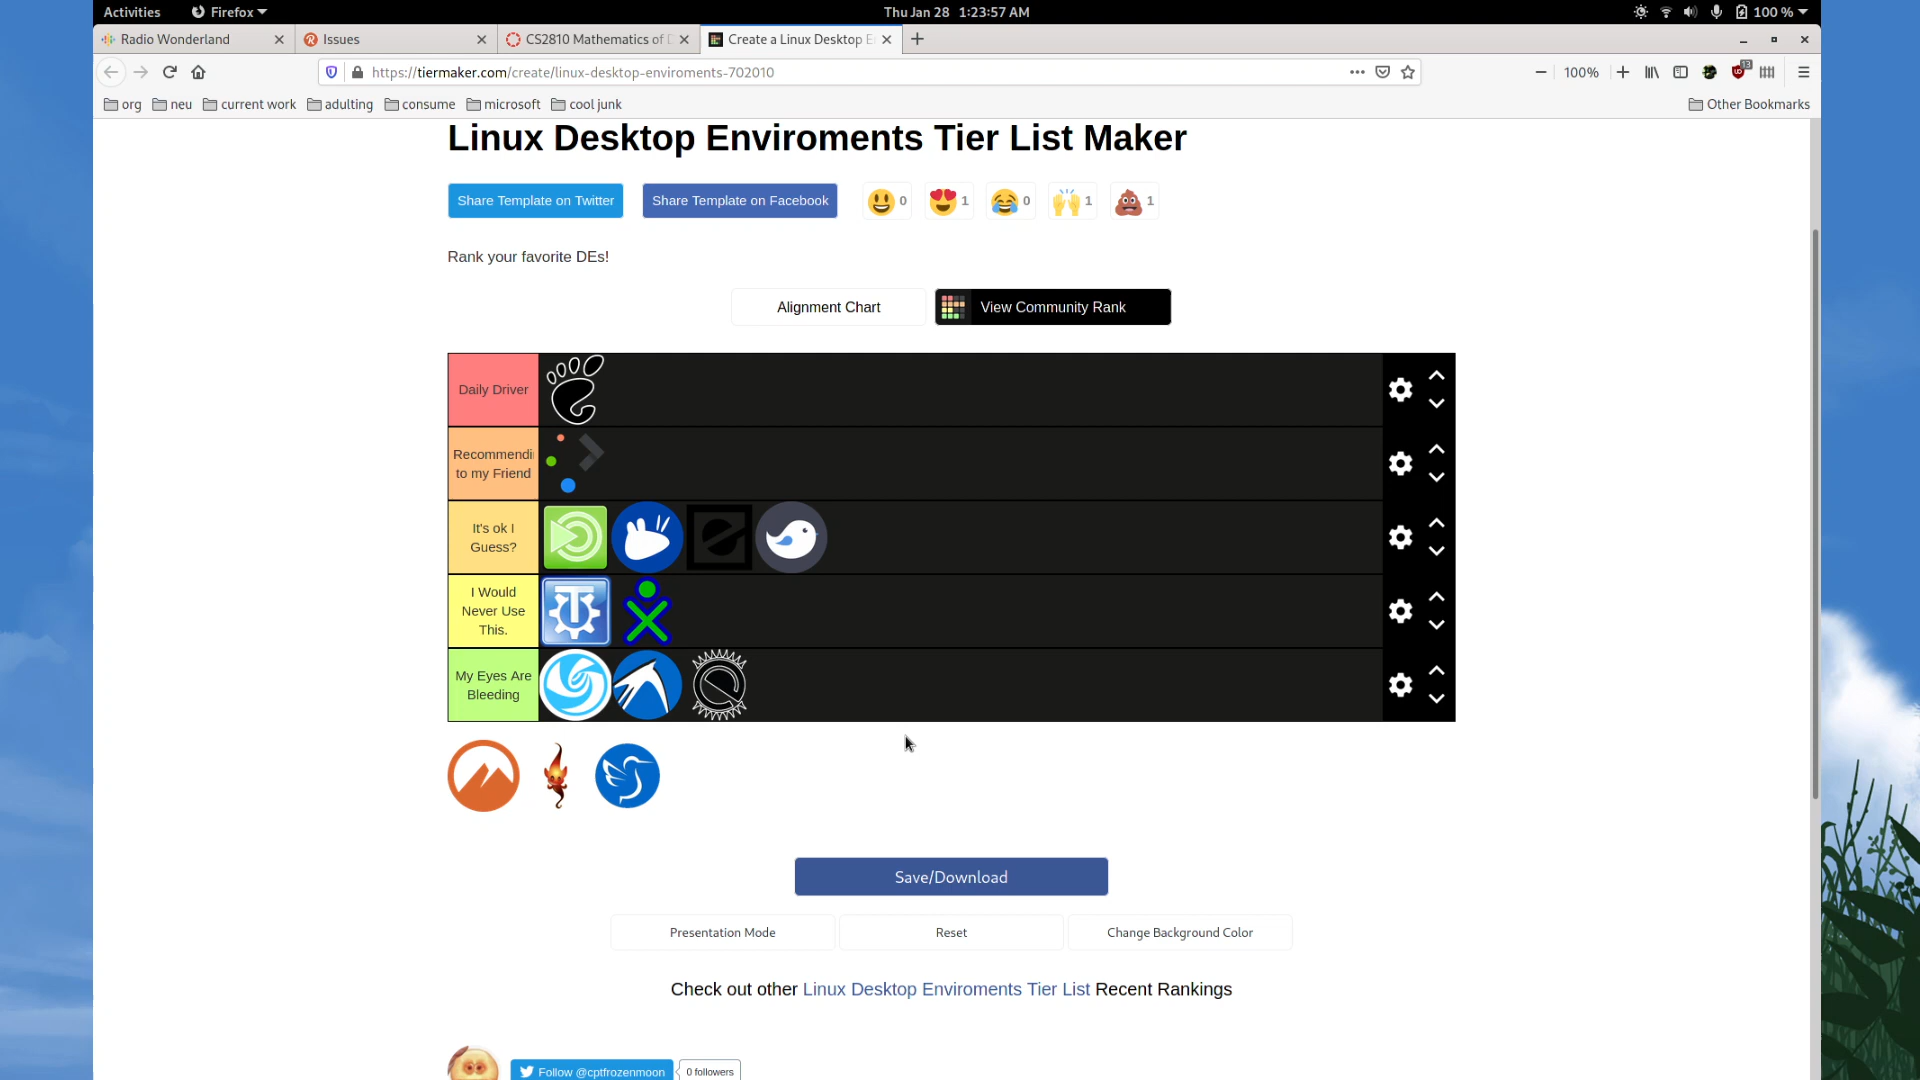 Activities Firefox Thu Jan 28 1:23:57 AM 100 %
Radio Wonderland Issues CS2810 Mathematics of Create a Linux Desktop
https://tiermaker.com/create/linux-desktop-enviroments-702010 100% 13
org neu current work adulting consume microsoft cool junk Other Bookmarks
Linux Desktop Enviroments Tier List Maker
Share Template on Twitter Share Template on Facebook 0 1 0 1 1
Rank your favorite DEs!
Alignment Chart View Community Rank
Daily Driver
Recommendi
to my Friend
It's ok I
Guess?
I Would
Never Use
This.
My Eyes Are
Bleeding
Save/Download
Presentation Mode Reset Change Background Color
Check out other Linux Desktop Enviroments Tier List Recent Rankings
Follow @cptfrozenmoon 0 followers